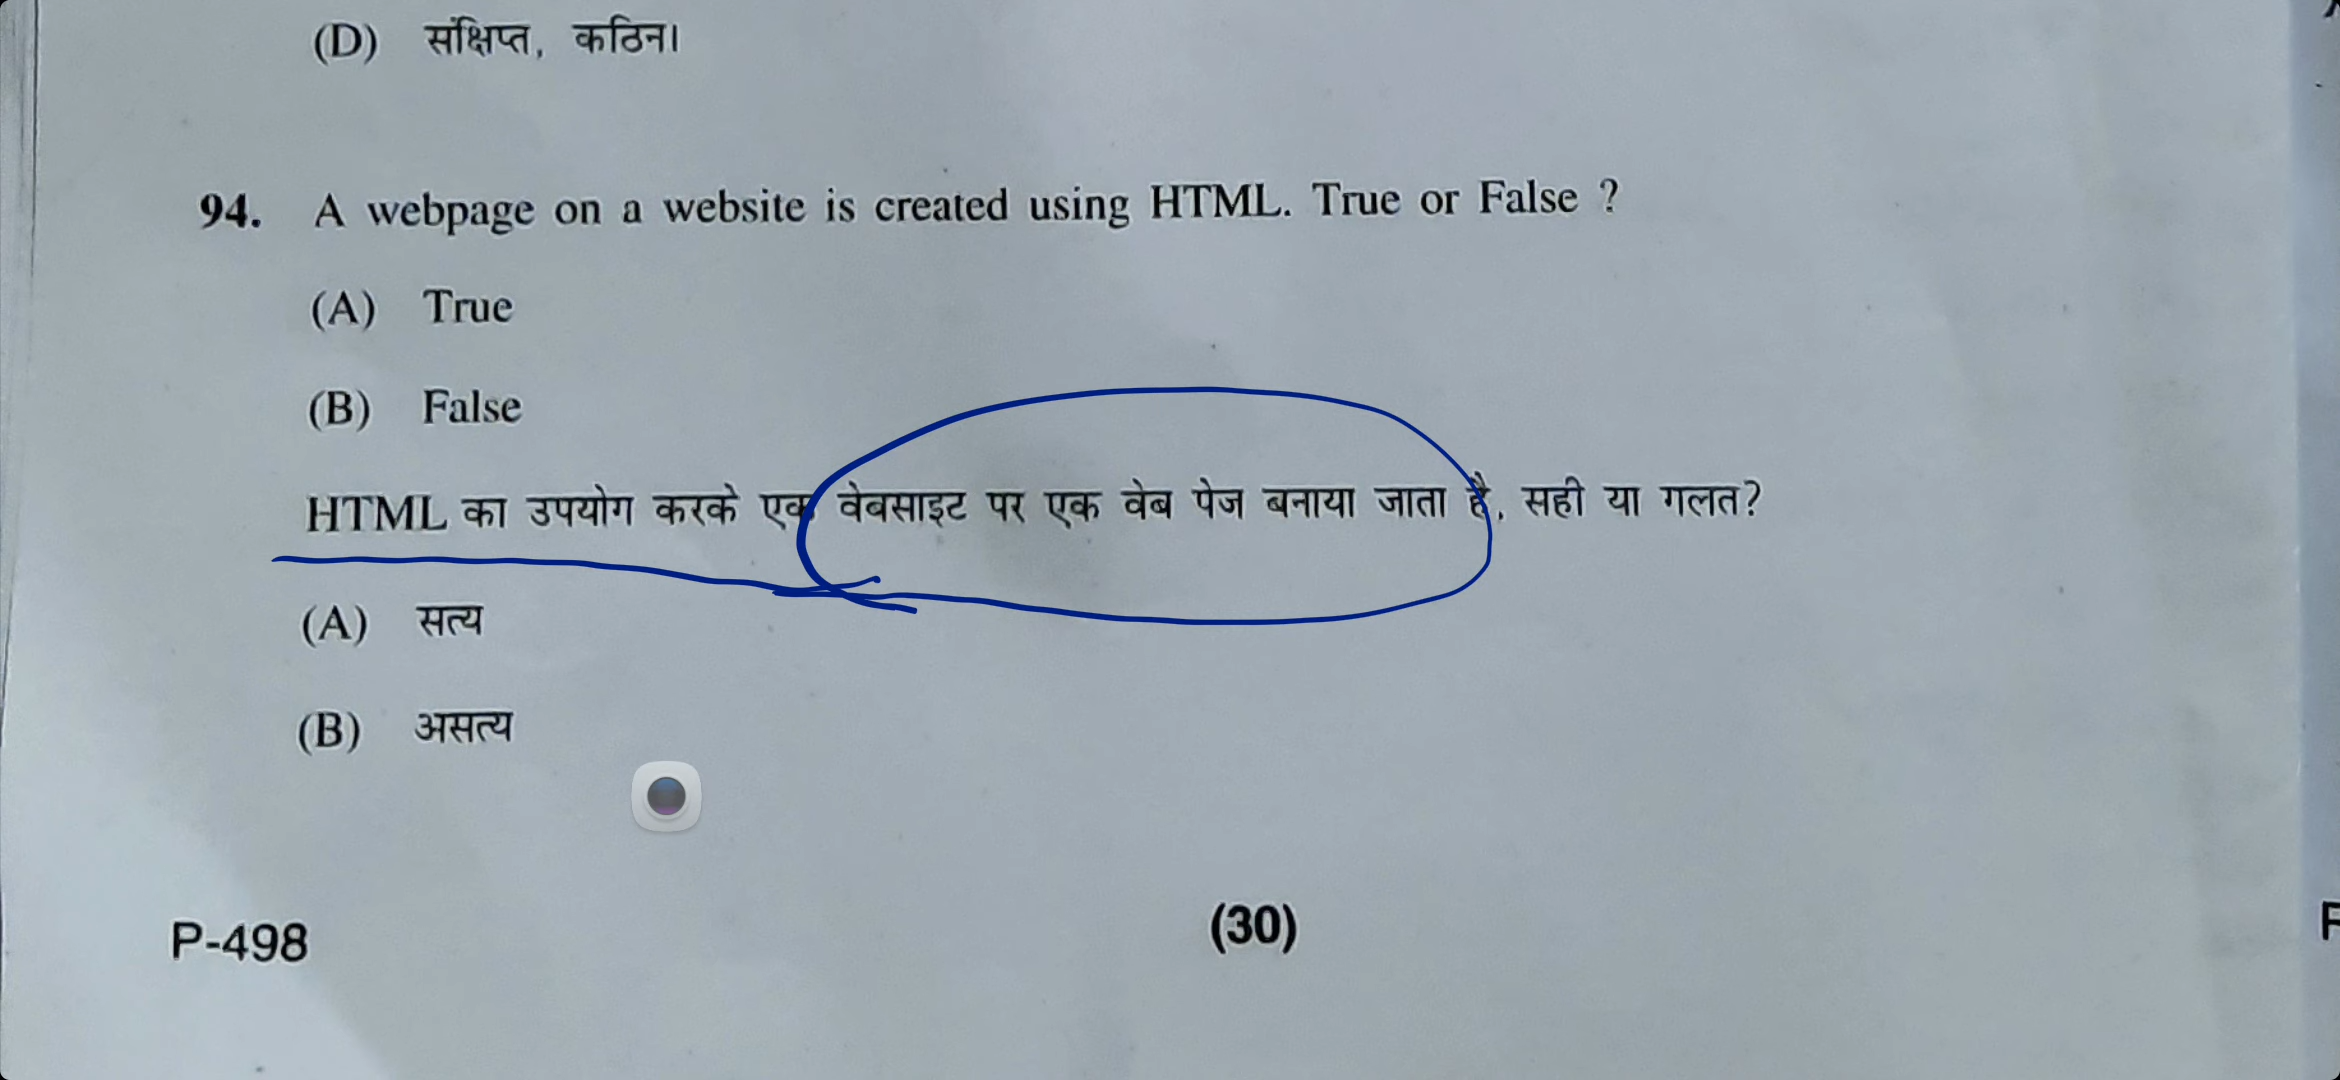 (D) संक्षिप्त, कठिन।
94. A webpage on a website is created using HTML. True or False ?
(A) True
(B) False
HTML का उपयोग करके एक वेबसाइट पर एक वेब पेज बनाया जाता है, सही या गलत?
(A) सत्य
(B) असत्य
P-498
(30)